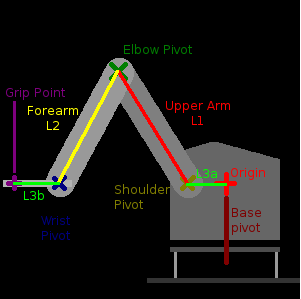 Elbow Pivot
Grip Point
Forearm
L2
Upper Arm
L1
L3a
Origin
L3b
Shoulder
Pivot
Base
pivot
Wrist
Pivot